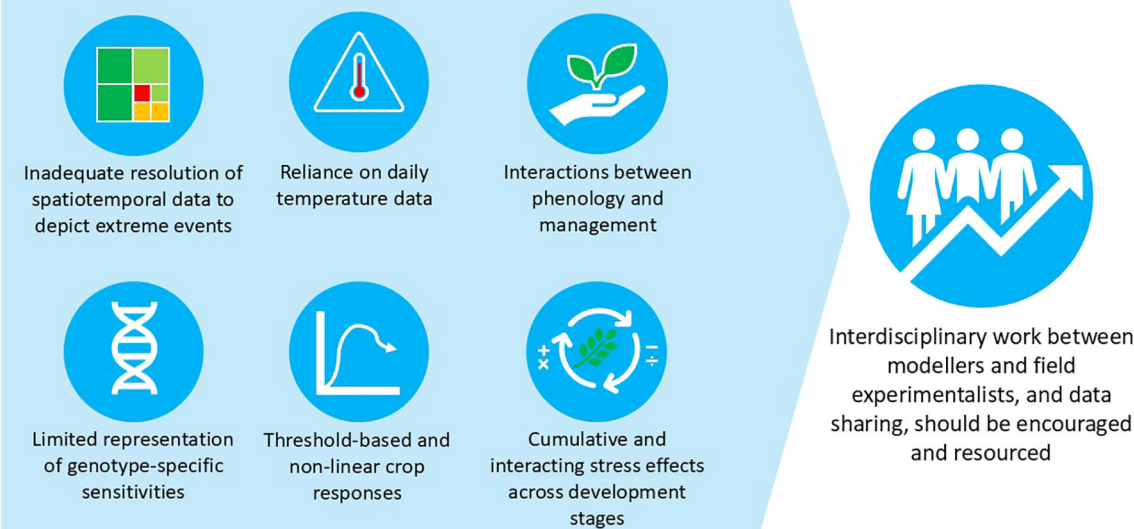 Inadequate resolution of
spatiotemporal data to
depict extreme events
Reliance on daily
temperature data
Interactions between
phenology and
management
Limited representation
of genotype-specific
sensitivities
Threshold-based and
non-linear crop
responses
Cumulative and
interacting stress effects
across development
stages
Interdisciplinary work between
modellers and field
experimentalists, and data
sharing, should be encouraged
and resourced